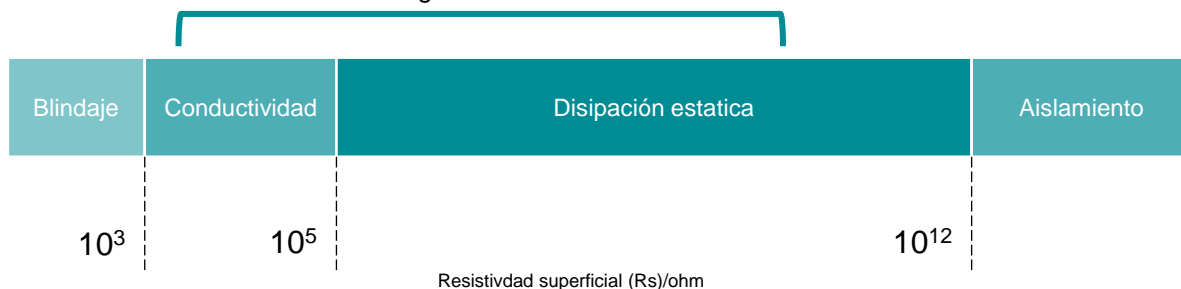 Blindaje
Conductividad
Disipación estatica
Aislamiento
10³
10⁵
10¹²
Resistivdad superficial (Rs)/ohm